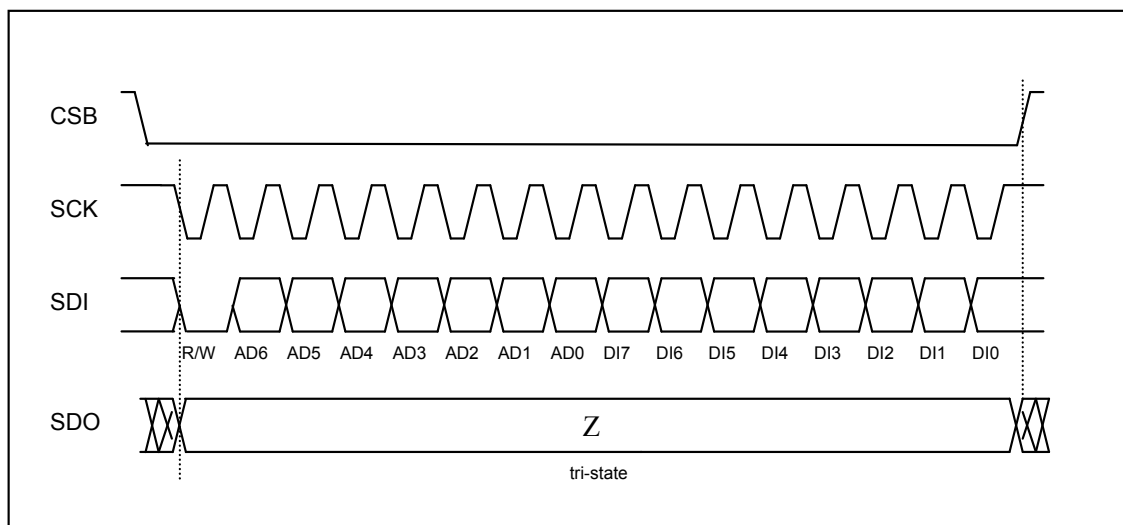 CSB
SCK
SDI
R/W AD6 AD5 AD4 AD3 AD2 AD1 AD0 DI7 DI6 DI5 DI4 DI3 DI2 DI1 DI0
SDO
Z
tri-state